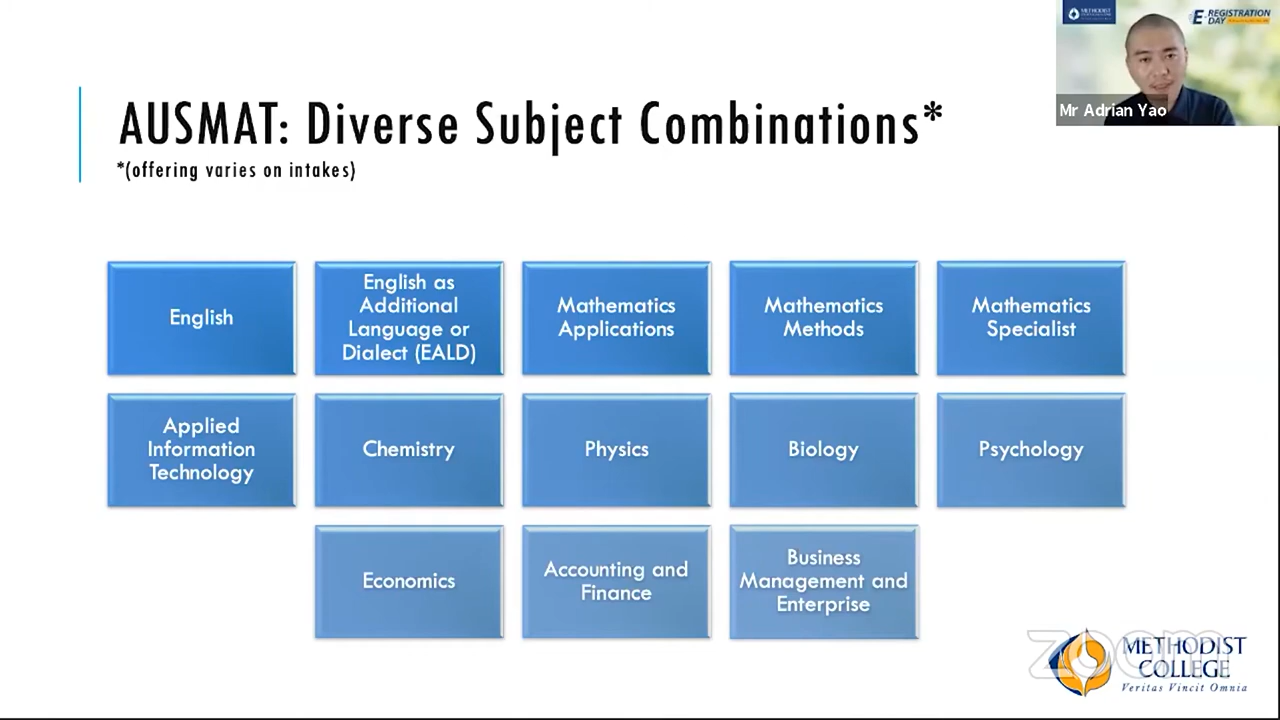 METHODIST
E-REGISTRATION
DAY
Mr Adrian Yao
AUSMAT: Diverse Subject Combinations*
*(offering varies on intakes)
English
English as
Additional
Language or
Dialect (EALD)
Mathematics
Applications
Mathematics
Methods
Mathematics
Specialist
Applied
Information
Technology
Chemistry
Physics
Biology
Psychology
Economics
Accounting and
Finance
Business
Management and
Enterprise
zoom
METHODIST
COLLEGE
Veritas Vincit Omnia